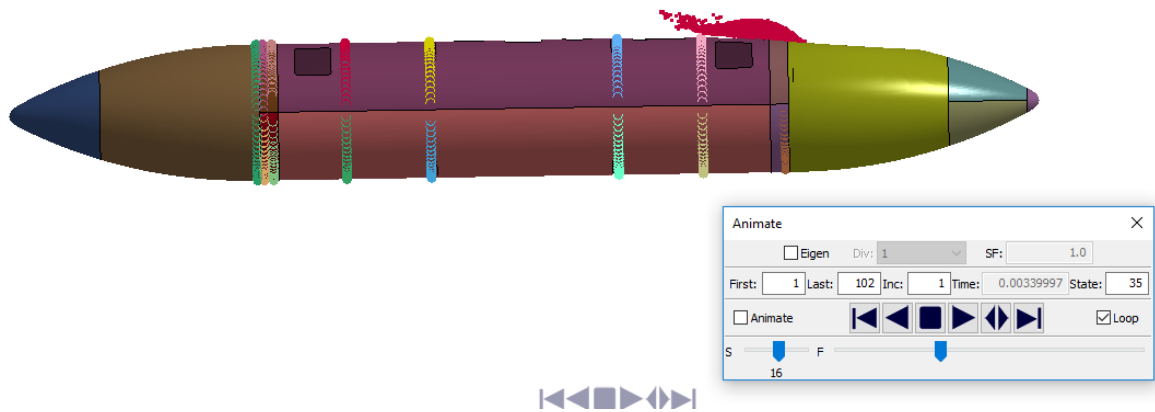 Animate
Eigen Div: 1 SF: 1.0
First: 1 Last: 102 Inc: 1 Time: 0.00339997 State: 35
Animate Loop
S F
16